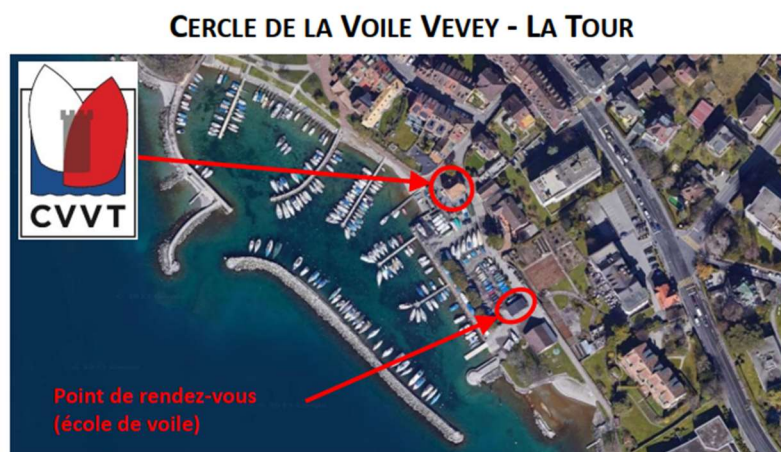 CERCLE DE LA VOILE VEVEY - LA TOUR
CVVT
Point de rendez-vous
(école de voile)